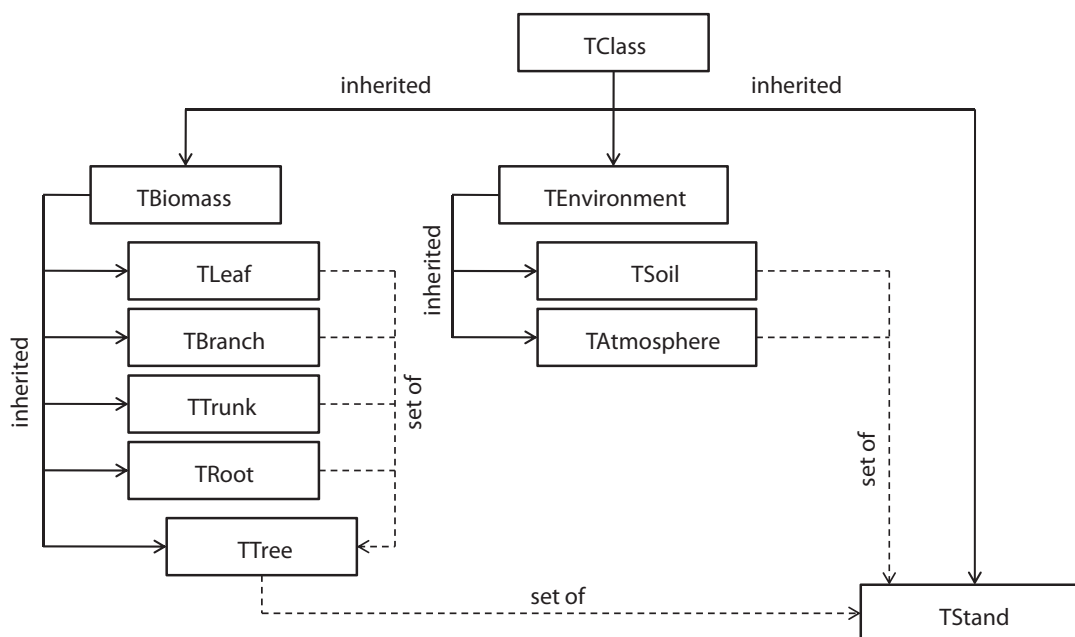 TClass
inherited
inherited
TBiomass
TEnvironment
TLeaf
TSoil
inherited
TBranch
TAtmosphere
inherited
TTrunk
set of
TRoot
set of
TTree
set of
TStand